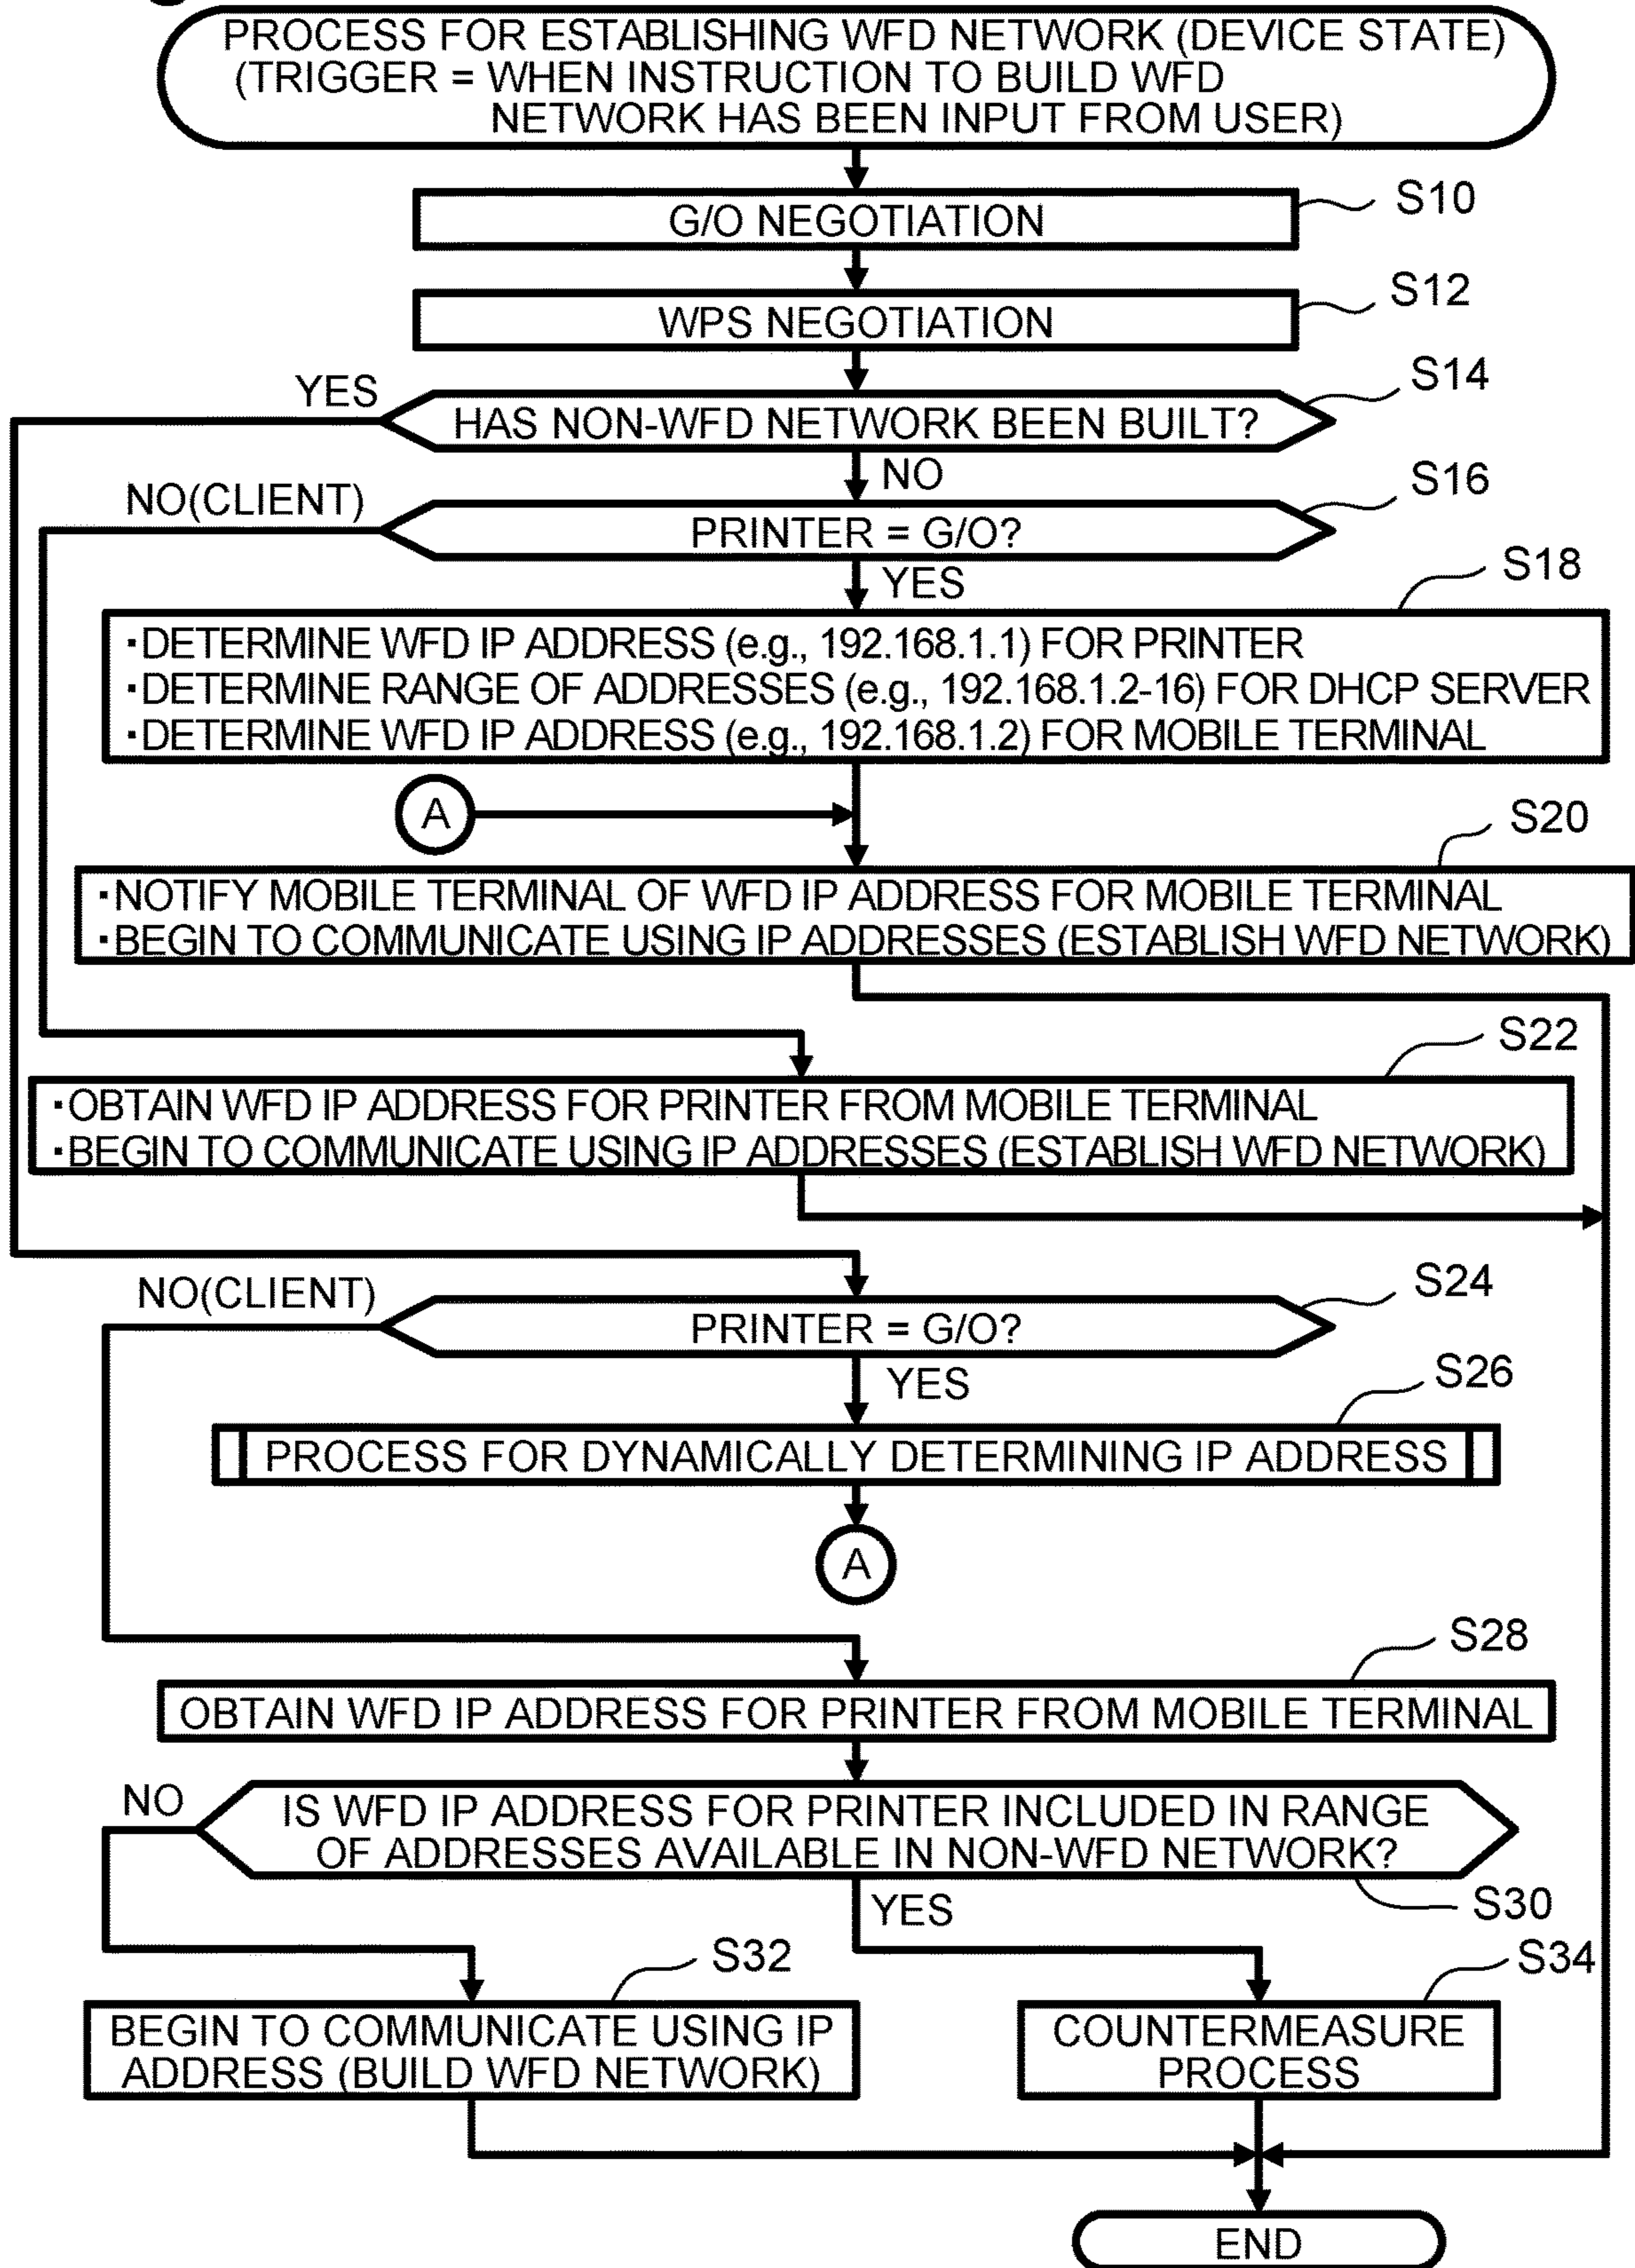 PROCESS FOR ESTABLISHING WFD NETWORK (DEVICE STATE)
(TRIGGER = WHEN INSTRUCTION TO BUILD WFD
NETWORK HAS BEEN INPUT FROM USER)
S10
G/O NEGOTIATION
S12
WPS NEGOTIATION
S14
YES
HAS NON-WFD NETWORK BEEN BUILT?
NO
S16
NO(CLIENT)
PRINTER = G/O?
YES
S18
·DETERMINE WFD IP ADDRESS (e.g., 192.168.1.1) FOR PRINTER
·DETERMINE RANGE OF ADDRESSES (e.g., 192.168.1.2-16) FOR DHCP SERVER
·DETERMINE WFD IP ADDRESS (e.g., 192.168.1.2) FOR MOBILE TERMINAL
A
S20
·NOTIFY MOBILE TERMINAL OF WFD IP ADDRESS FOR MOBILE TERMINAL
·BEGIN TO COMMUNICATE USING IP ADDRESSES (ESTABLISH WFD NETWORK)
S22
·OBTAIN WFD IP ADDRESS FOR PRINTER FROM MOBILE TERMINAL
·BEGIN TO COMMUNICATE USING IP ADDRESSES (ESTABLISH WFD NETWORK)
S24
NO(CLIENT)
PRINTER = G/O?
YES
S26
PROCESS FOR DYNAMICALLY DETERMINING IP ADDRESS
A
S28
OBTAIN WFD IP ADDRESS FOR PRINTER FROM MOBILE TERMINAL
NO
IS WFD IP ADDRESS FOR PRINTER INCLUDED IN RANGE
OF ADDRESSES AVAILABLE IN NON-WFD NETWORK?
YES
S30
S32
S34
BEGIN TO COMMUNICATE USING IP
ADDRESS (BUILD WFD NETWORK)
COUNTERMEASURE
PROCESS
END